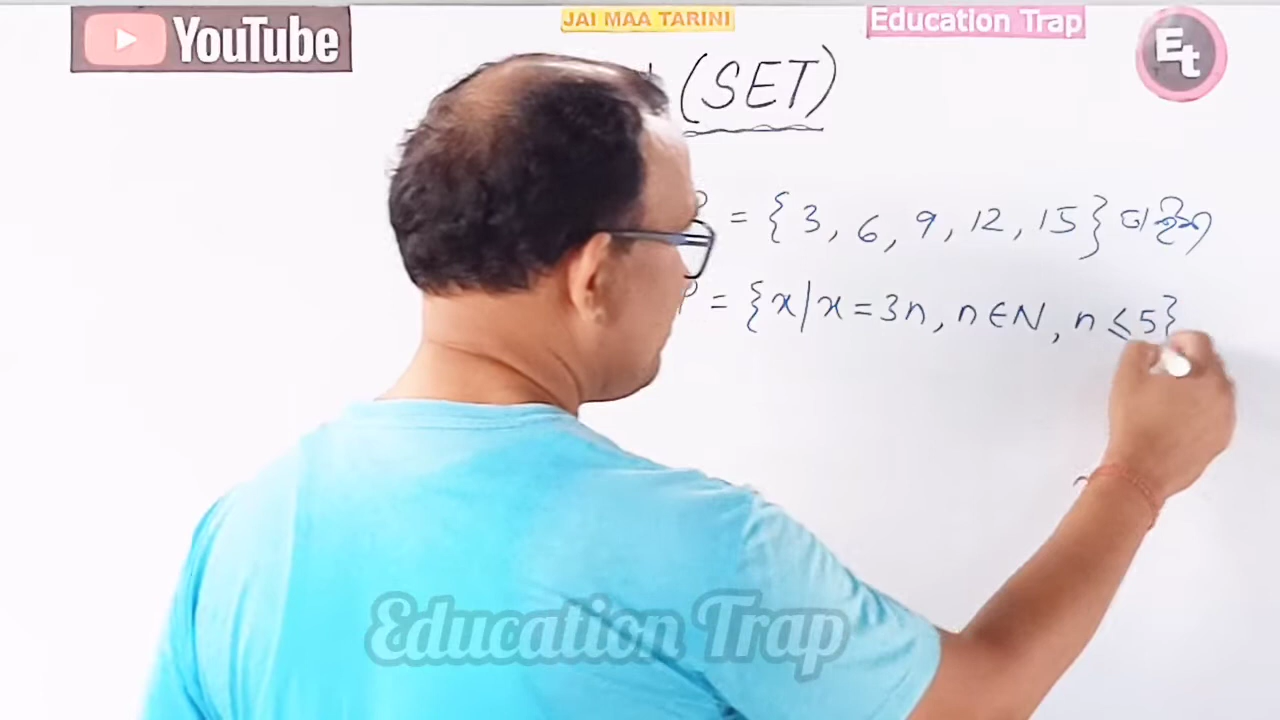 YouTube
JAI MAA TARINI
Education Trap
Et
(SET)
= {3, 6, 9, 12, 15}
P = {x/x=3n, n∈N, n≤5}
Education Trap